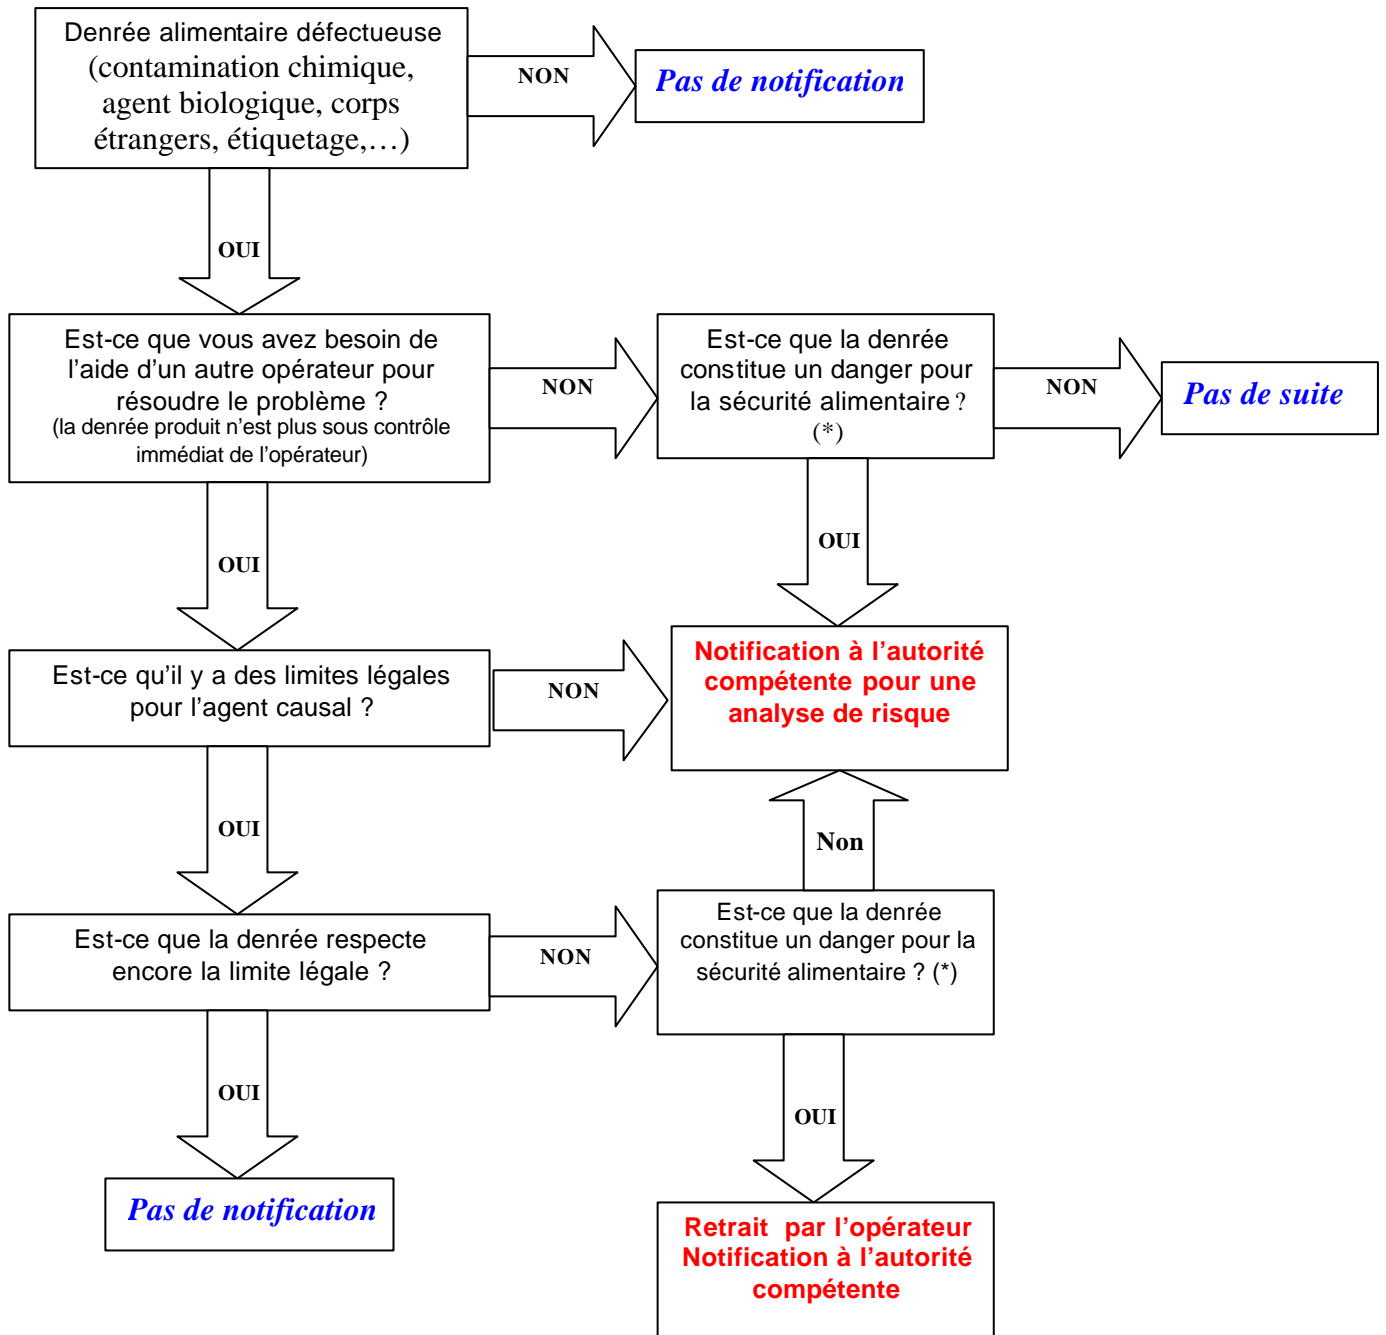 Denrée alimentaire défectueuse
(contamination chimique,
agent biologique, corps
étrangers, étiquetage,…)
NON
Pas de notification
OUI
Est-ce que vous avez besoin de
l’aide d’un autre opérateur pour
résoudre le problème ?
(la denrée produit n’est plus sous contrôle
immédiat de l’opérateur)
NON
Est-ce que la denrée
constitue un danger pour
la sécurité alimentaire ?
(*)
NON
Pas de suite
OUI
OUI
Est-ce qu’il y a des limites légales
pour l’agent causal ?
NON
Notification à l’autorité
compétente pour une
analyse de risque
OUI
Non
Est-ce que la denrée respecte
encore la limite légale ?
NON
Est-ce que la denrée
constitue un danger pour la
sécurité alimentaire ? (*)
OUI
OUI
Pas de notification
Retrait par l’opérateur
Notification à l’autorité
compétente